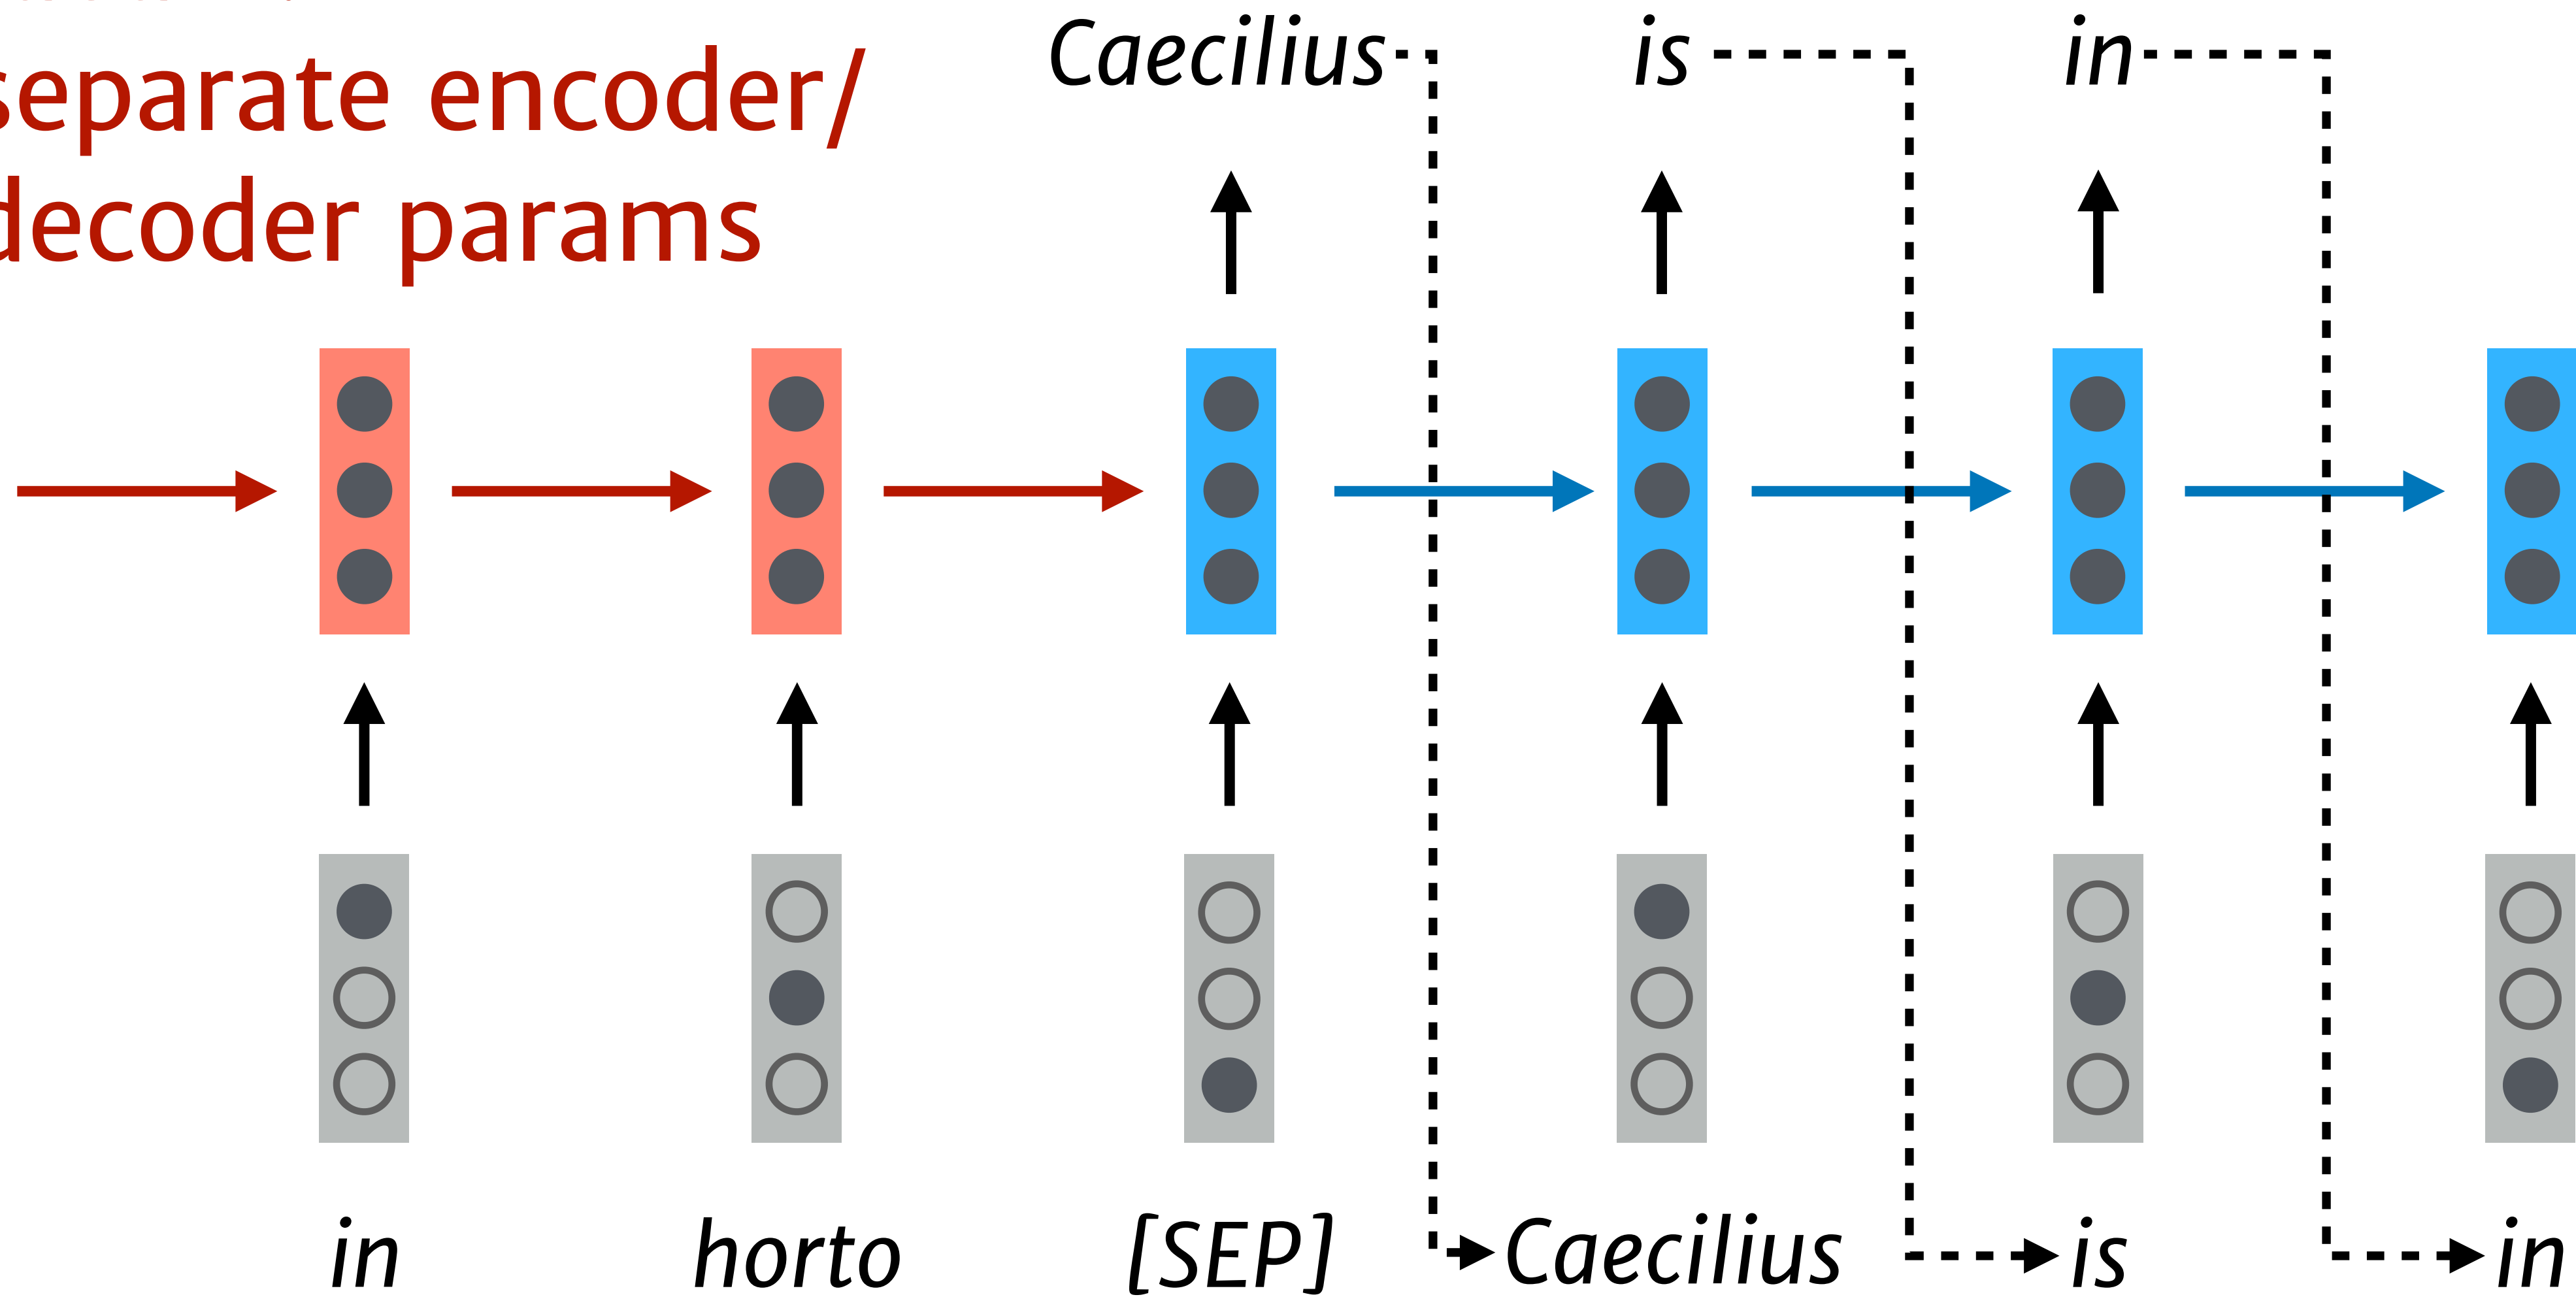 separate encoder/
decoder params
Caecilius is in
in horto [SEP] Caecilius is in